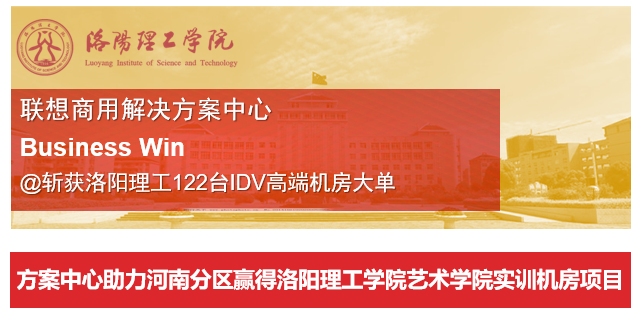 洛陽理工学院
Luoyang Institute of Science and Technology
联想商用解决方案中心
Business Win
@斩获洛阳理工122台IDV高端机房大单
方案中心助力河南分区赢得洛阳理工学院艺术学院实训机房项目